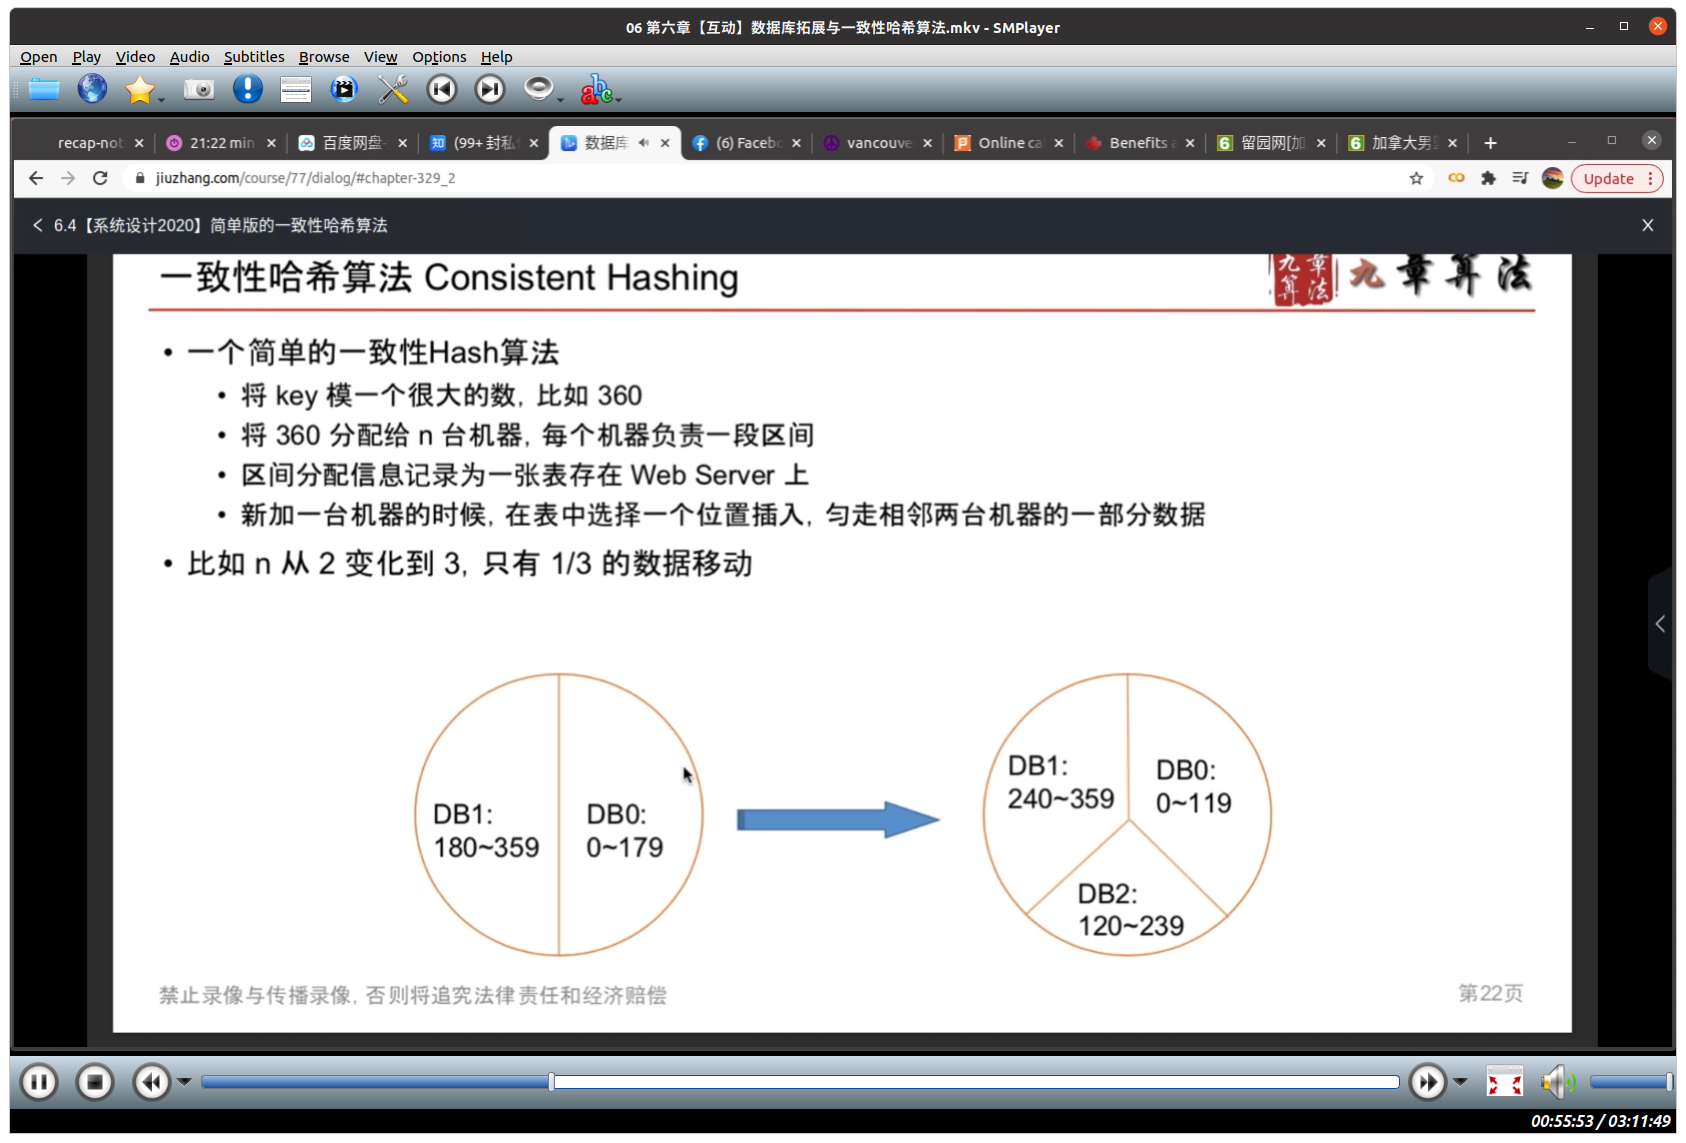 06 第六章【互动】数据库拓展与一致性哈希算法.mkv - SMPlayer
Open Play Video Audio Subtitles Browse View Options Help
abc
recap-not 21:22 min 百度网盘- 知 (99+ 封私 数据库 (6) Facebo vancouve Online ca Benefits a 6 留园网[加 6 加拿大男
jiuzhang.com/course/77/dialog/#chapter-329_2
Update
6.4【系统设计2020】简单版的一致性哈希算法
一致性哈希算法 Consistent Hashing
九章算法 九章算法
• 一个简单的一致性Hash算法
• 将 key 模一个很大的数, 比如 360
• 将 360 分配给 n 台机器, 每个机器负责一段区间
• 区间分配信息记录为一张表存在 Web Server 上
• 新加一台机器的时候, 在表中选择一个位置插入, 匀走相邻两台机器的一部分数据
• 比如 n 从 2 变化到 3, 只有 1/3 的数据移动
DB1:
180~359
DB0:
0~179
DB1:
240~359
DB0:
0~119
DB2:
120~239
禁止录像与传播录像, 否则将追究法律责任和经济赔偿
第22页
00:55:53 / 03:11:49